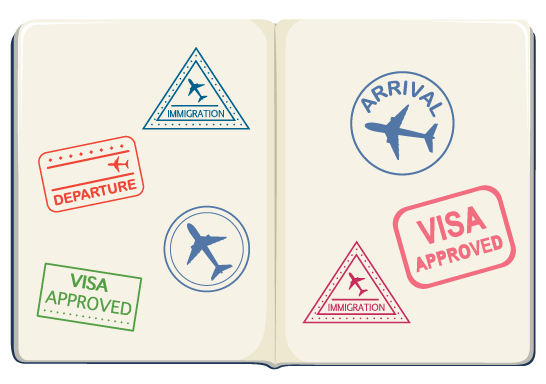 IMMIGRATION
DEPARTURE
VISA
APPROVED
ARRIVAL
VISA
APPROVED
IMMIGRATION